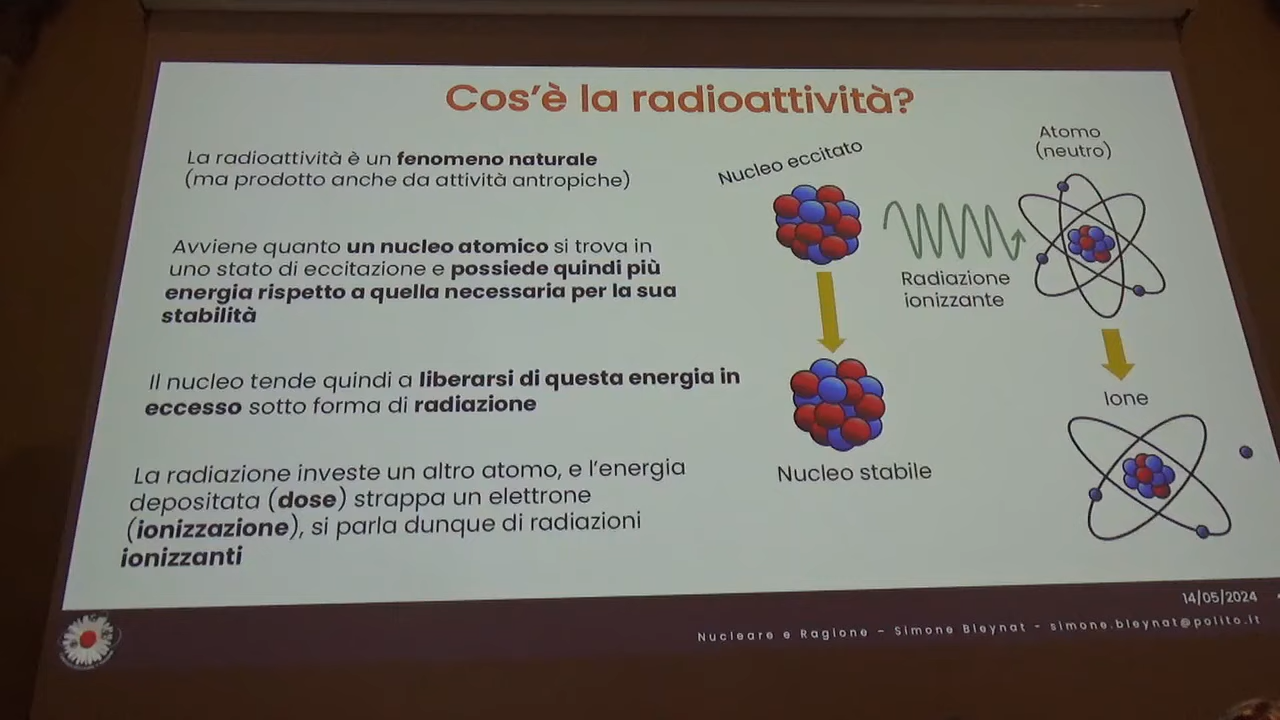 Cos'è la radioattività?
La radioattività è un fenomeno naturale
(ma prodotto anche da attività antropiche)
Avviene quanto un nucleo atomico si trova in
uno stato di eccitazione e possiede quindi più
energia rispetto a quella necessaria per la sua
stabilità
Il nucleo tende quindi a liberarsi di questa energia in
eccesso sotto forma di radiazione
La radiazione investe un altro atomo, e l'energia
depositata (dose) strappa un elettrone
(ionizzazione), si parla dunque di radiazioni
ionizzanti
Nucleo eccitato
Radiazione
ionizzante
Nucleo stabile
Atomo
(neutro)
Ione
14/05/2024
Nucleare e Ragione – Simone Bleynat - simone.bleynat@polito.it